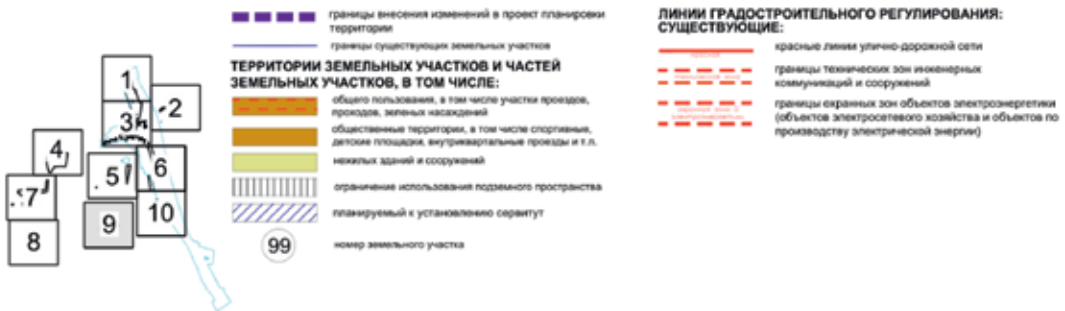 границы внесения изменений в проект планировки
территории
границы существующих земельных участков
ТЕРРИТОРИИ ЗЕМЕЛЬНЫХ УЧАСТКОВ И ЧАСТЕЙ
ЗЕМЕЛЬНЫХ УЧАСТКОВ, В ТОМ ЧИСЛЕ:
общего пользования, в том числе участки проездов,
проходов, зеленых насаждений
общественные территории, в том числе спортивные,
детские площадки, внутриквартальные проезды и т.п.
нежилых зданий и сооружений
ограничение использования подземного пространства
планируемый к установлению сервитут
99
номер земельного участка
1
2
3
4
5
6
7
8
9
10
ЛИНИИ ГРАДОСТРОИТЕЛЬНОГО РЕГУЛИРОВАНИЯ:
СУЩЕСТВУЮЩИЕ:
красные линии улично-дорожной сети
границы технических зон инженерных
коммуникаций и сооружений
границы охранных зон объектов электроэнергетики
(объектов электросетевого хозяйства и объектов по
производству электрической энергии)